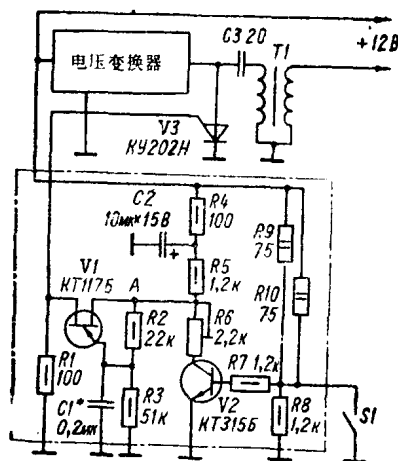 C3 20
T1
+12В
电压变换器
V3
КУ202Н
C2
10мк×15В
R4
100
R9
75
V1
КТ117Б
A
R5
1,2к
R10
75
R2
22к
R6
2,2к
R7 1,2к
R1
100
C1*
0,2мк
R3
51к
V2
КТ315Б
R8
1,2к
S1